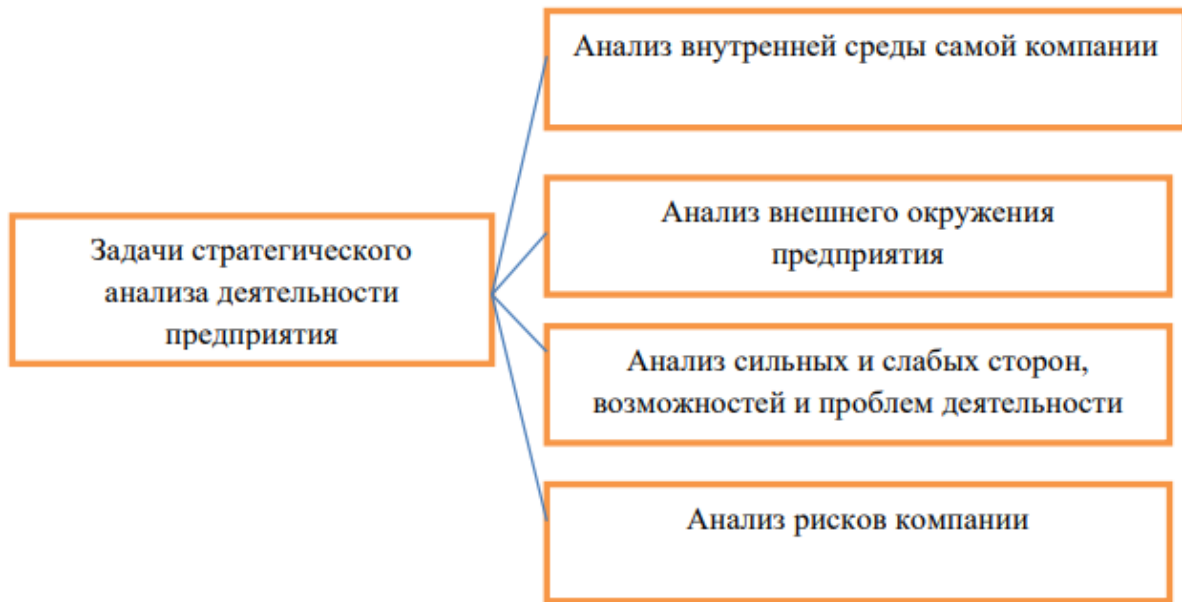 Анализ внутренней среды самой компании
Анализ внешнего окружения
предприятия
Задачи стратегического
анализа деятельности
предприятия
Анализ сильных и слабых сторон,
возможностей и проблем деятельности
Анализ рисков компании